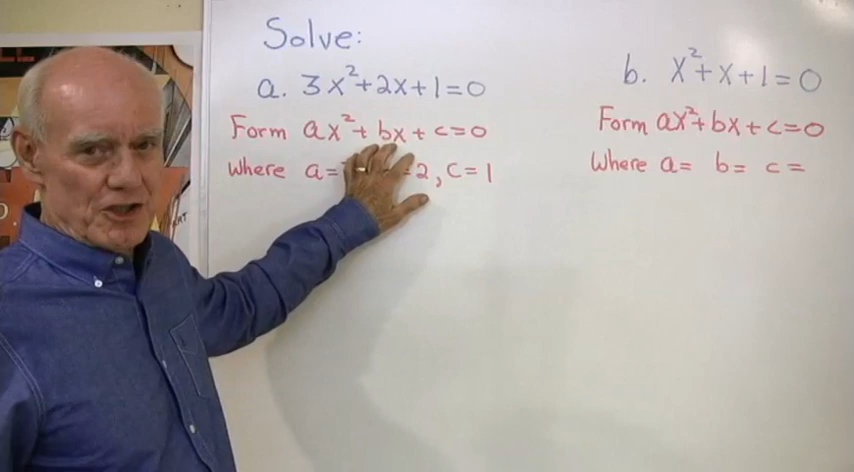 Solve:
a. 3x²+2x+1=0
Form ax²+bx+c=0
Where a= =2, c=1
b. x²+x+1=0
Form ax²+bx+c=0
Where a= b= c=